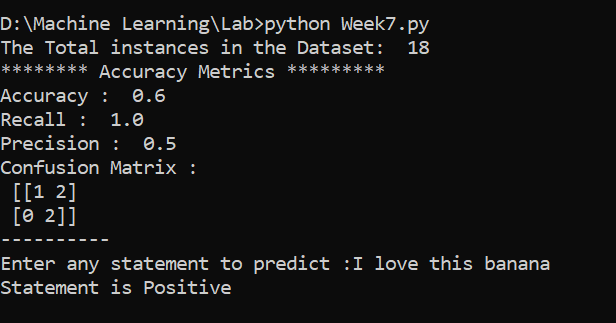 D:\Machine Learning\Lab>python Week7.py
The Total instances in the Dataset:  18
******** Accuracy Metrics *********
Accuracy :  0.6
Recall :  1.0
Precision :  0.5
Confusion Matrix :
 [[1 2]
 [0 2]]
----------
Enter any statement to predict :I love this banana
Statement is Positive